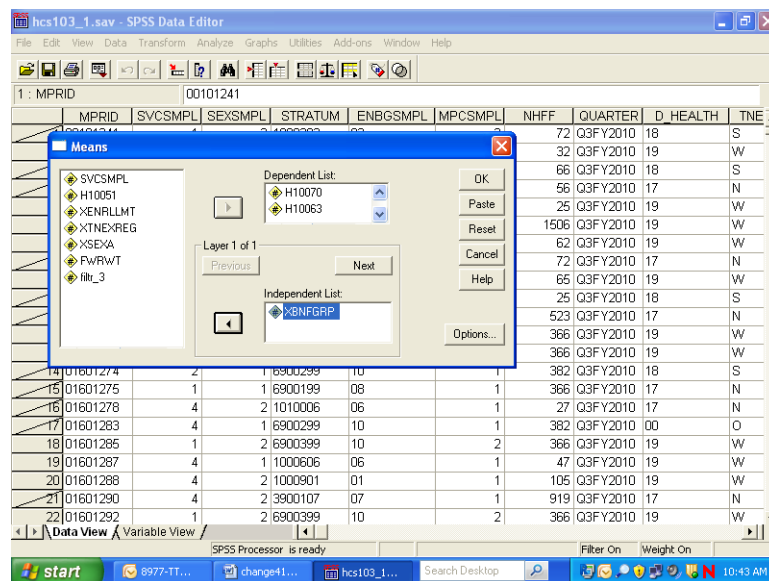 hcs103_1.sav - SPSS Data Editor
File Edit View Data Transform Analyze Graphs Utilities Add-ons Window Help
1 : MPRID 00101241
MPRID SVCSMPL SEXSMPL STRATUM ENBGSMPL MPCSMPL NHFF QUARTER D_HEALTH TNE
72 Q3FY2010 18 S
Means
32 Q3FY2010 19 W
66 Q3FY2010 18 S
56 Q3FY2010 17 N
25 Q3FY2010 19 W
1506 Q3FY2010 19 W
62 Q3FY2010 19 W
72 Q3FY2010 17 N
65 Q3FY2010 19 W
25 Q3FY2010 18 S
523 Q3FY2010 17 N
366 Q3FY2010 19 W
366 Q3FY2010 19 W
SVCSMPL
H10051
XENRLLMT
XTNEXREG
XSEXA
FWRWT
filtr_3
Dependent List:
H10070
H10063
Layer 1 of 1
Previous Next
Independent List:
XBNFGRP
OK
Paste
Reset
Cancel
Help
Options...
14 01601274 2 1 6900299 10 1 382 Q3FY2010 18 S
15 01601275 1 1 6900199 08 1 366 Q3FY2010 17 N
16 01601278 4 2 1010006 06 1 27 Q3FY2010 17 N
17 01601283 4 1 6900299 10 1 382 Q3FY2010 00 O
18 01601285 1 2 6900399 10 2 366 Q3FY2010 19 W
19 01601287 4 1 1000606 06 1 47 Q3FY2010 19 W
20 01601288 4 2 1000901 01 1 105 Q3FY2010 19 W
21 01601290 4 2 3900107 07 1 919 Q3FY2010 17 N
22 01601292 1 2 6900399 10 2 366 Q3FY2010 19 W
Data View Variable View
SPSS Processor is ready Filter On Weight On
start 8977-TT... change41... hcs103_1... Search Desktop 10:43 AM